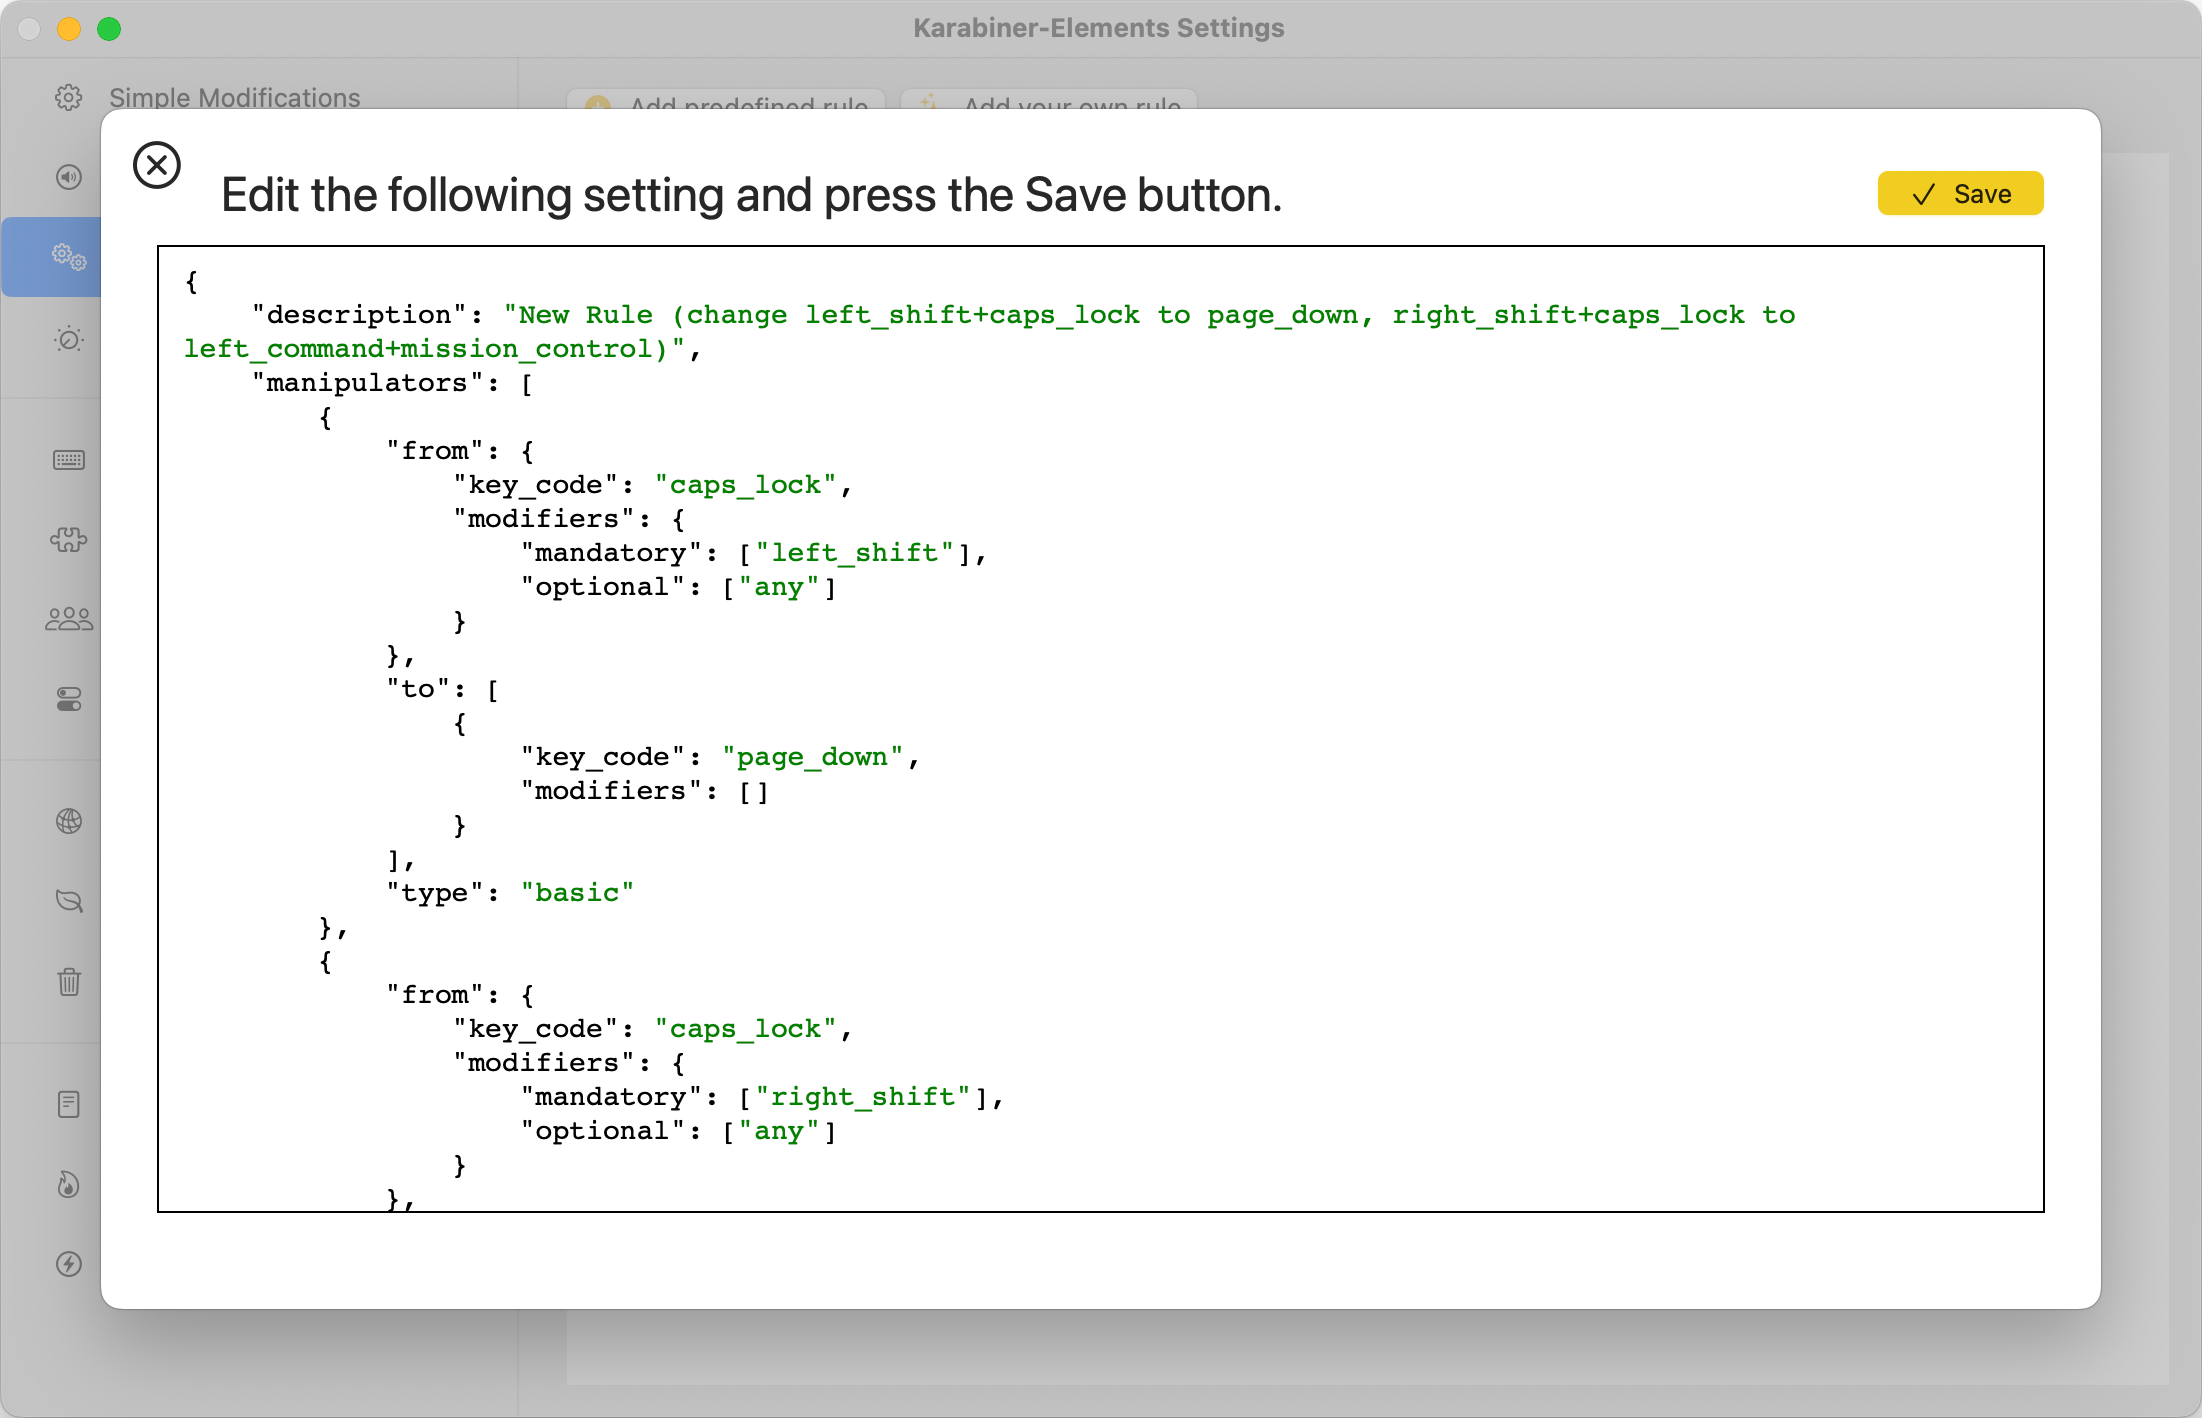 Karabiner-Elements Settings
Simple Modifications
Add predefined rule
Add your own rule
Edit the following setting and press the Save button.
Save
{
    "description": "New Rule (change left_shift+caps_lock to page_down, right_shift+caps_lock to
left_command+mission_control)",
    "manipulators": [
        {
            "from": {
                "key_code": "caps_lock",
                "modifiers": {
                    "mandatory": ["left_shift"],
                    "optional": ["any"]
                }
            },
            "to": [
                {
                    "key_code": "page_down",
                    "modifiers": []
                }
            ],
            "type": "basic"
        },
        {
            "from": {
                "key_code": "caps_lock",
                "modifiers": {
                    "mandatory": ["right_shift"],
                    "optional": ["any"]
                }
            },